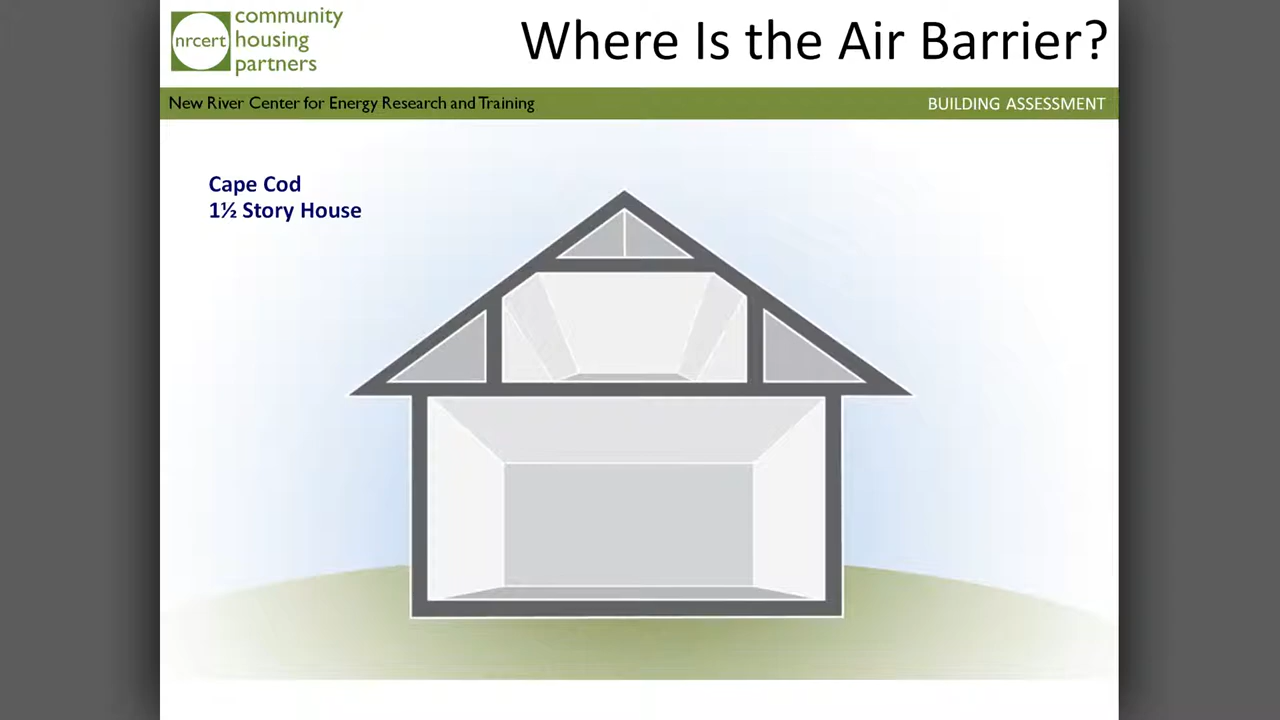 nrcert
community
housing
partners
Where Is the Air Barrier?
New River Center for Energy Research and Training
BUILDING ASSESSMENT
Cape Cod
1½ Story House